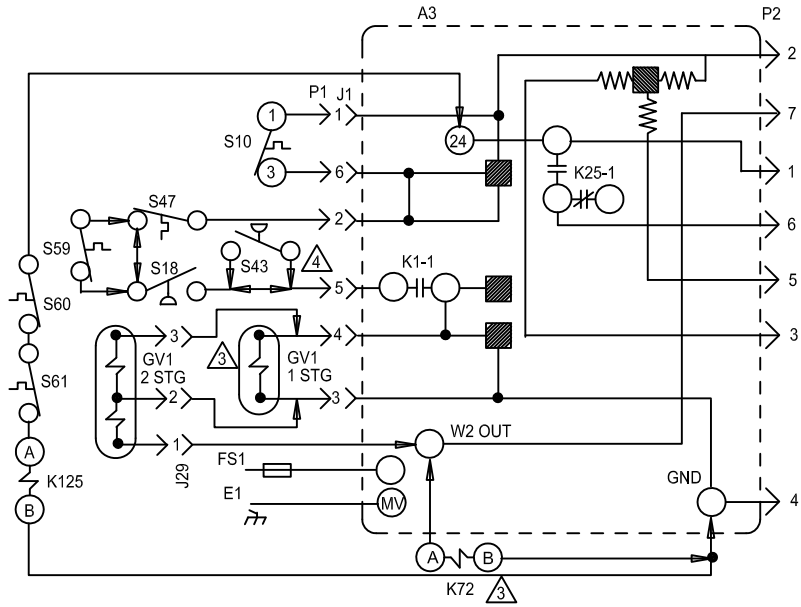 A3 P2
2
P1 J1
1 1
7
S10
24
3 6
1
K25-1
S47
2
6
S59
S43 4
S18 5
K1-1
5
S60
3 4
3
GV1 3 GV1
2 STG 1 STG
S61
2 3
A
W2 OUT
1
K125
J29
FS1
GND
E1
MV
4
B
A B
K72 3